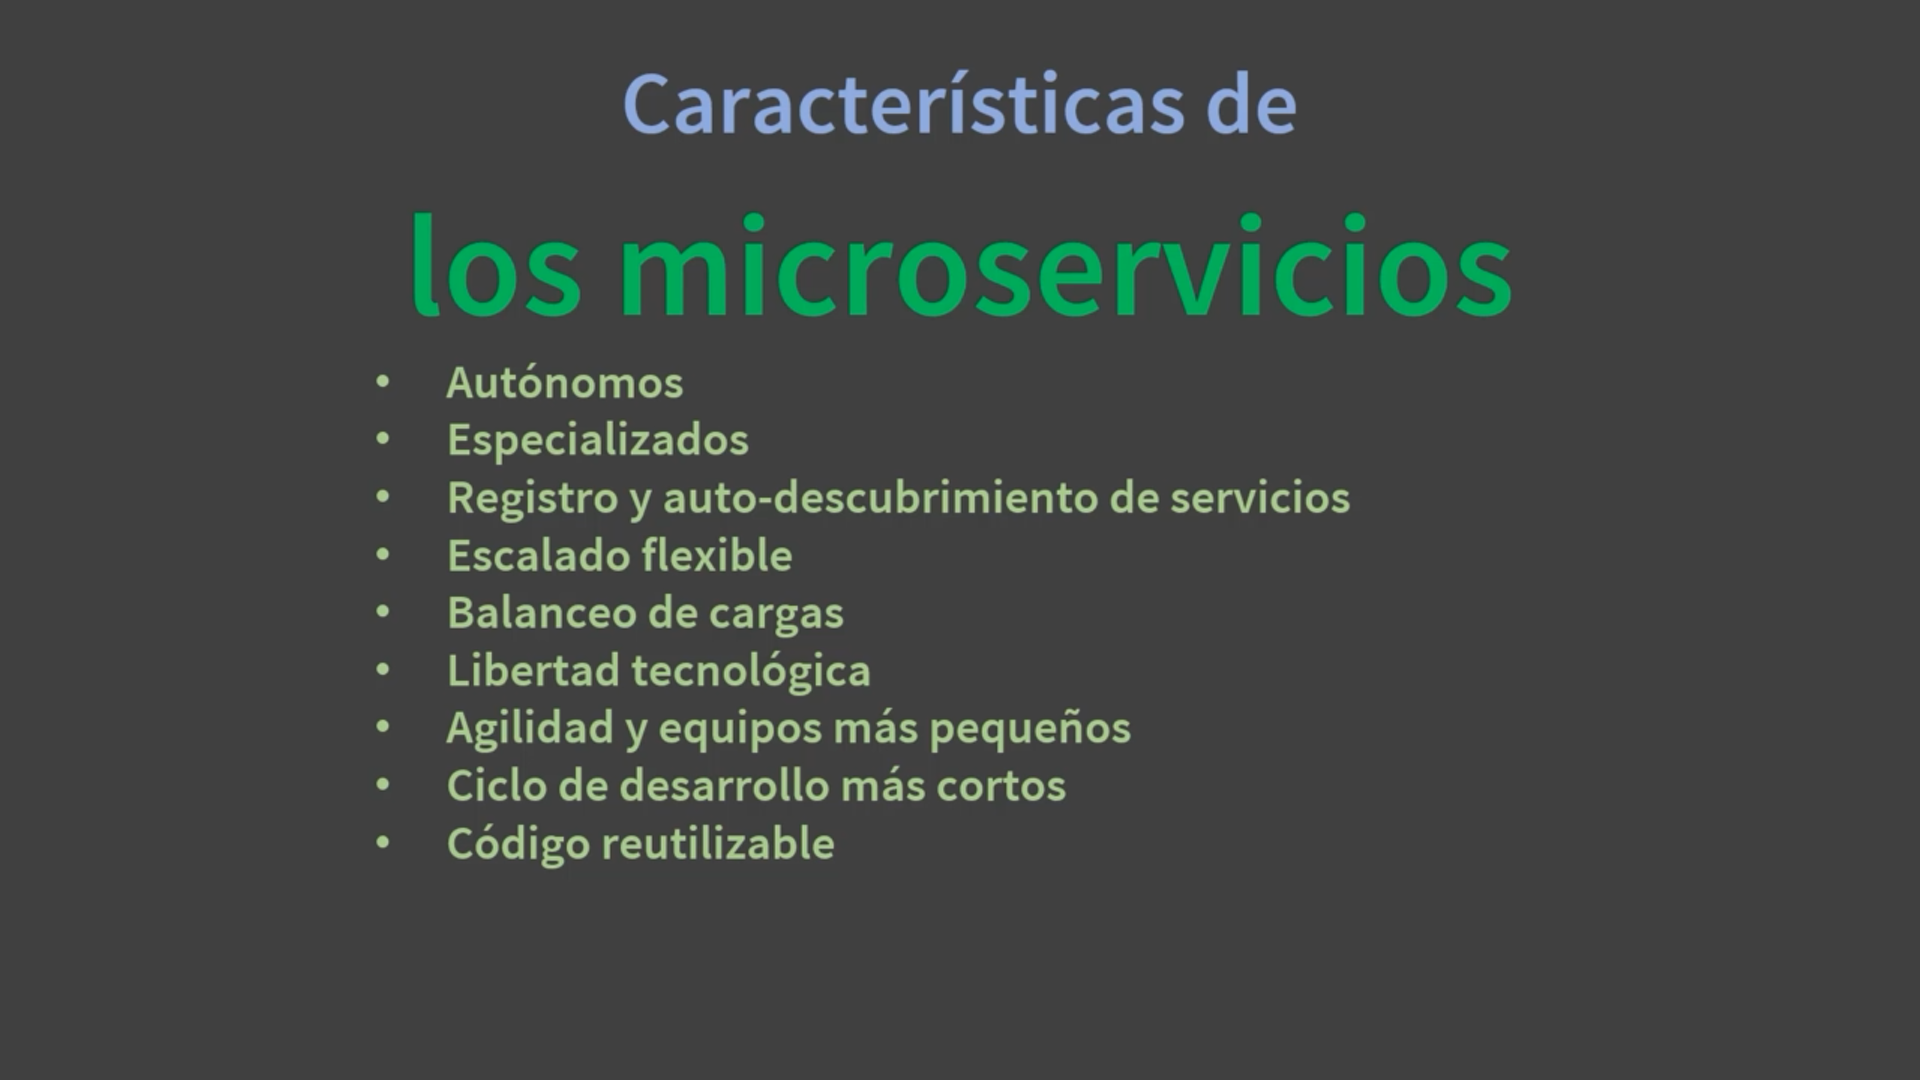 Características de
los microservicios
• Autónomos
• Especializados
• Registro y auto-descubrimiento de servicios
• Escalado flexible
• Balanceo de cargas
• Libertad tecnológica
• Agilidad y equipos más pequeños
• Ciclo de desarrollo más cortos
• Código reutilizable